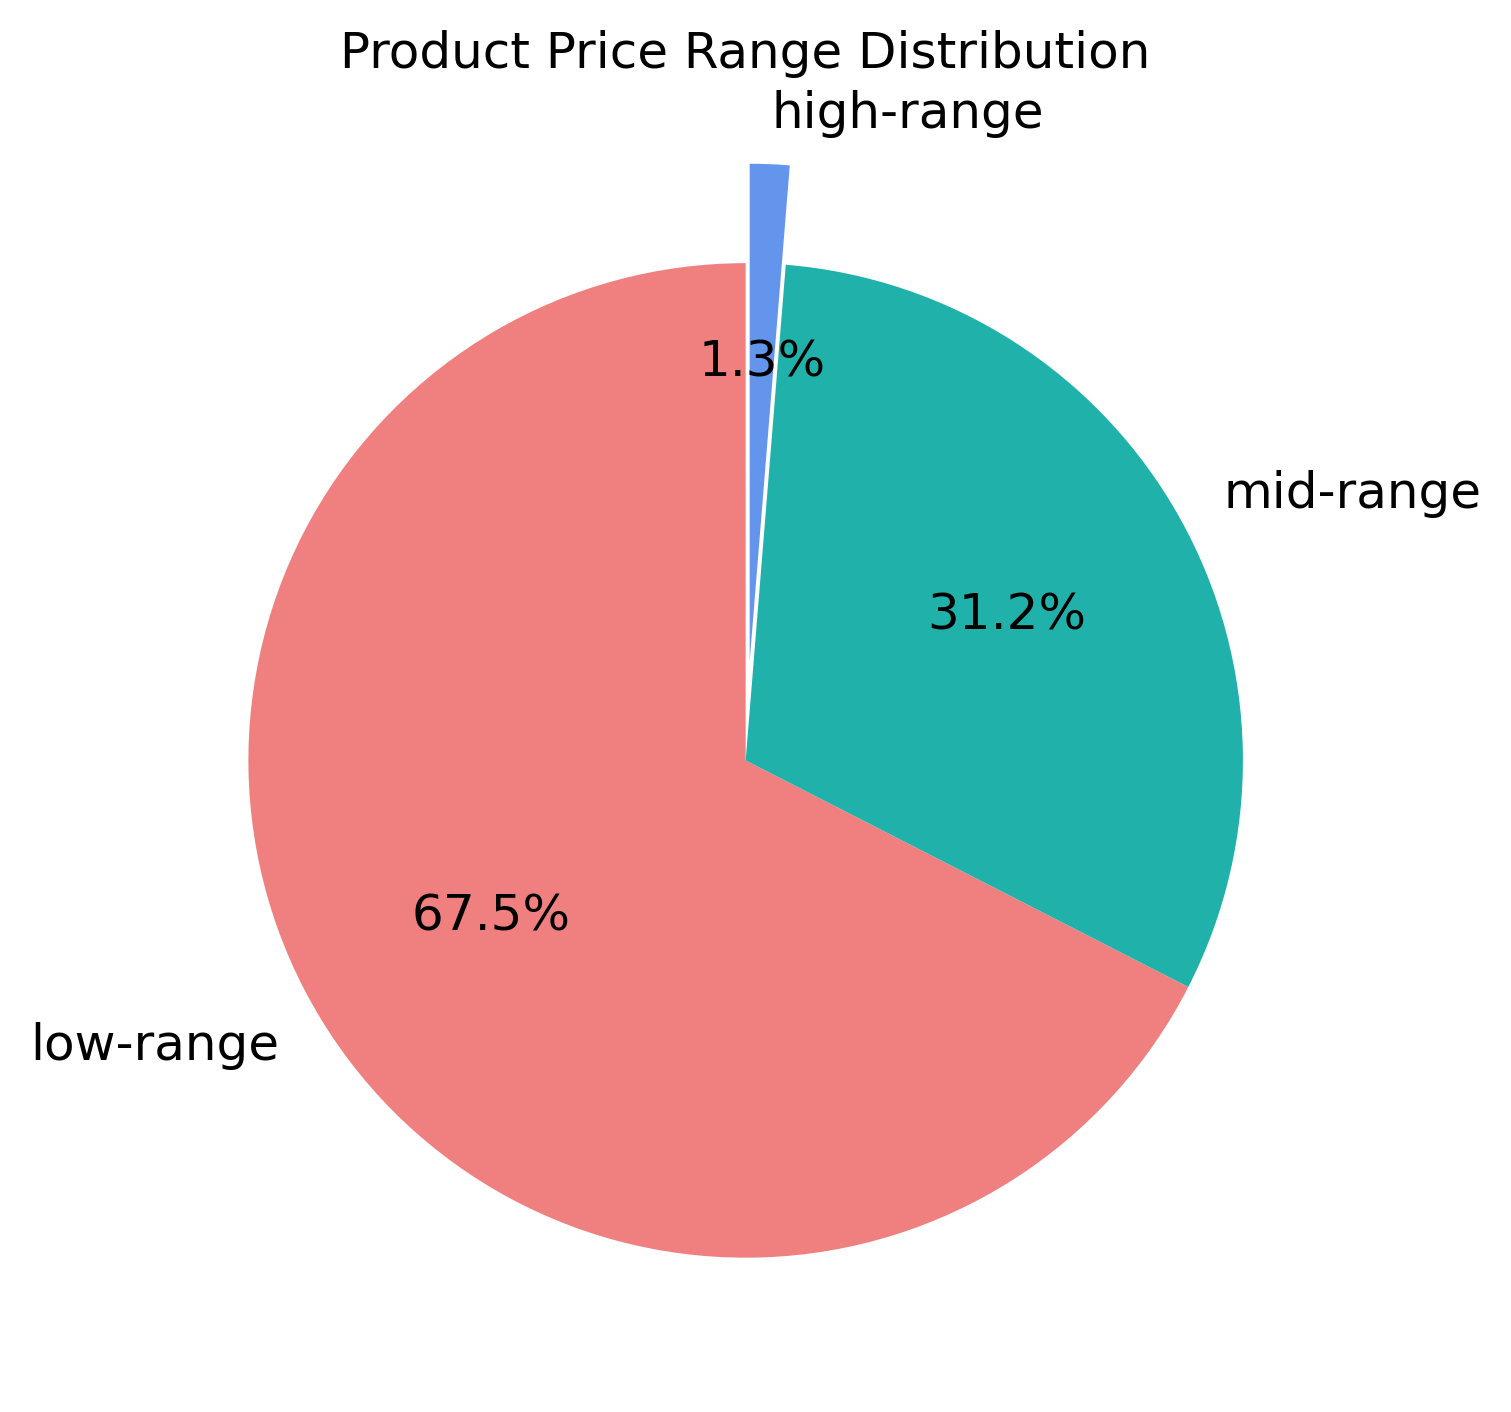 Product Price Range Distribution
high-range
1.3%
mid-range
31.2%
67.5%
low-range